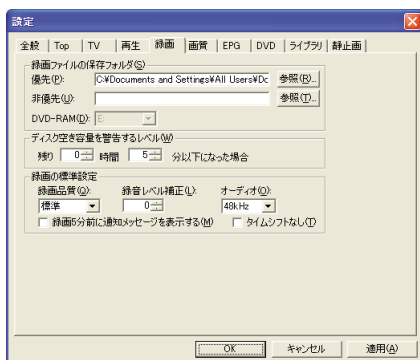 設定
全般 Top TV 再生 録画 画質 EPG DVD ライブラリ 静止画
録画ファイルの保存フォルダ(S)
優先(P): C:¥Documents and Settings¥All Users¥Dc 参照(R)...
非優先(U): 参照(T)...
DVD-RAM(D): E:
ディスク空き容量を警告するレベル(W)
残り 0 時間 5 分以下になった場合
録画の標準設定
録画品質(Q): 録音レベル補正(L): オーディオ(O):
標準 0 48kHz
録画5分前に通知メッセージを表示する(M) タイムシフトなし(I)
OK キャンセル 適用(A)